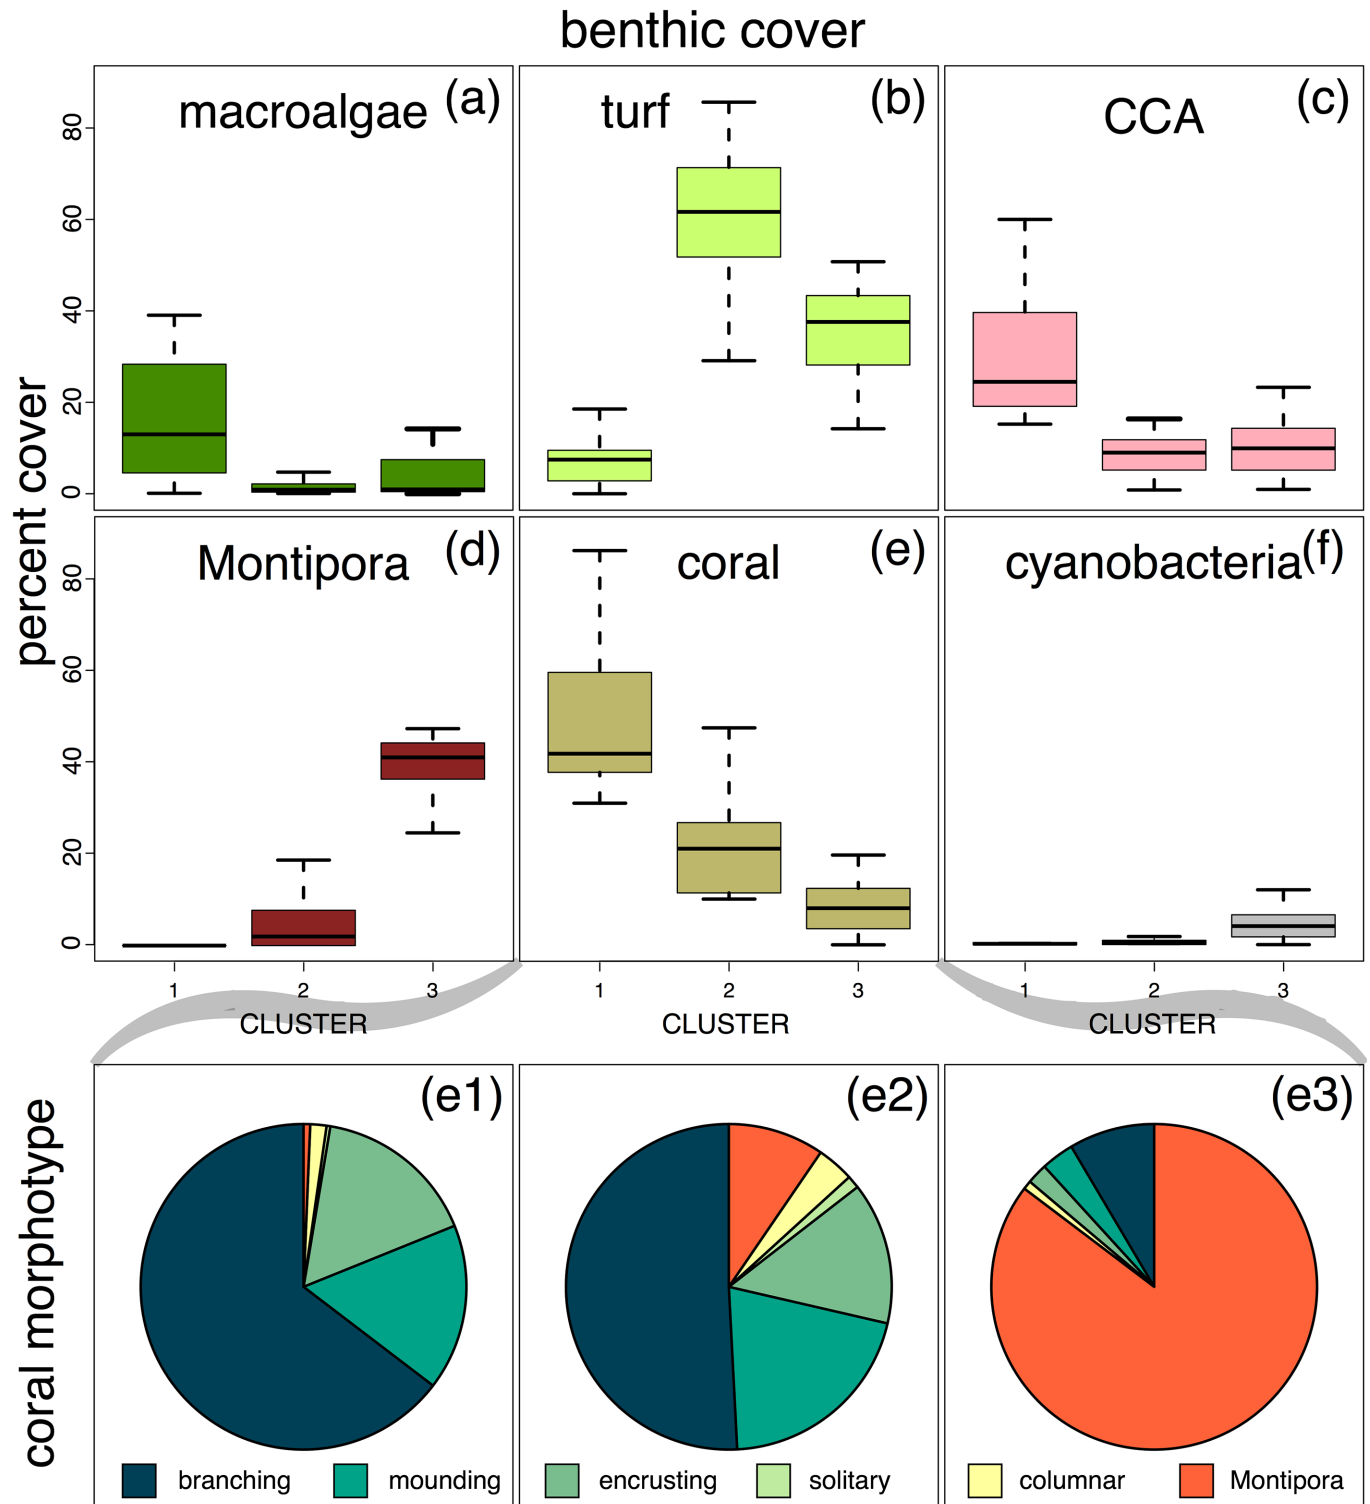 benthic cover
macroalgae (a)
turf (b)
CCA (c)
percent cover
80
60
40
20
0
Montipora (d)
coral (e)
cyanobacteria (f)
80
60
40
20
0
1 2 3
CLUSTER
1 2 3
CLUSTER
1 2 3
CLUSTER
coral morphotype
(e1)
(e2)
(e3)
branching mounding encrusting solitary columnar Montipora